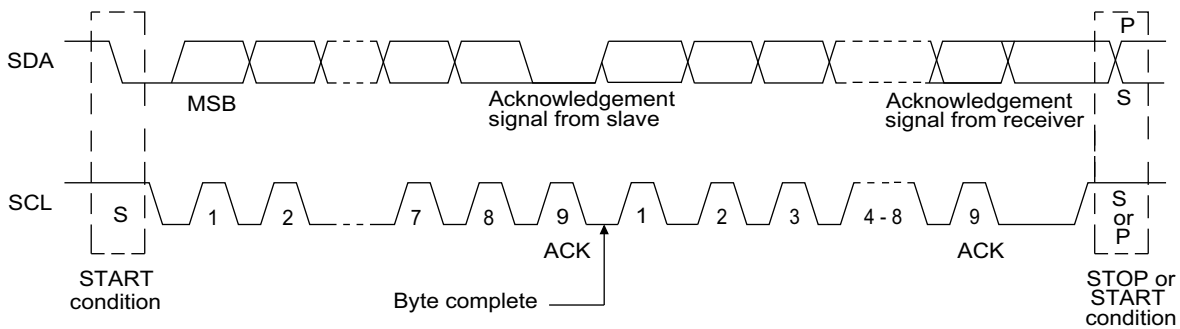 P
SDA
MSB
Acknowledgement
signal from slave
Acknowledgement
signal from receiver
S
SCL
S
1
2
7
8
9
1
2
3
4 - 8
9
S
or
P
ACK
ACK
START
condition
Byte complete
STOP or
START
condition